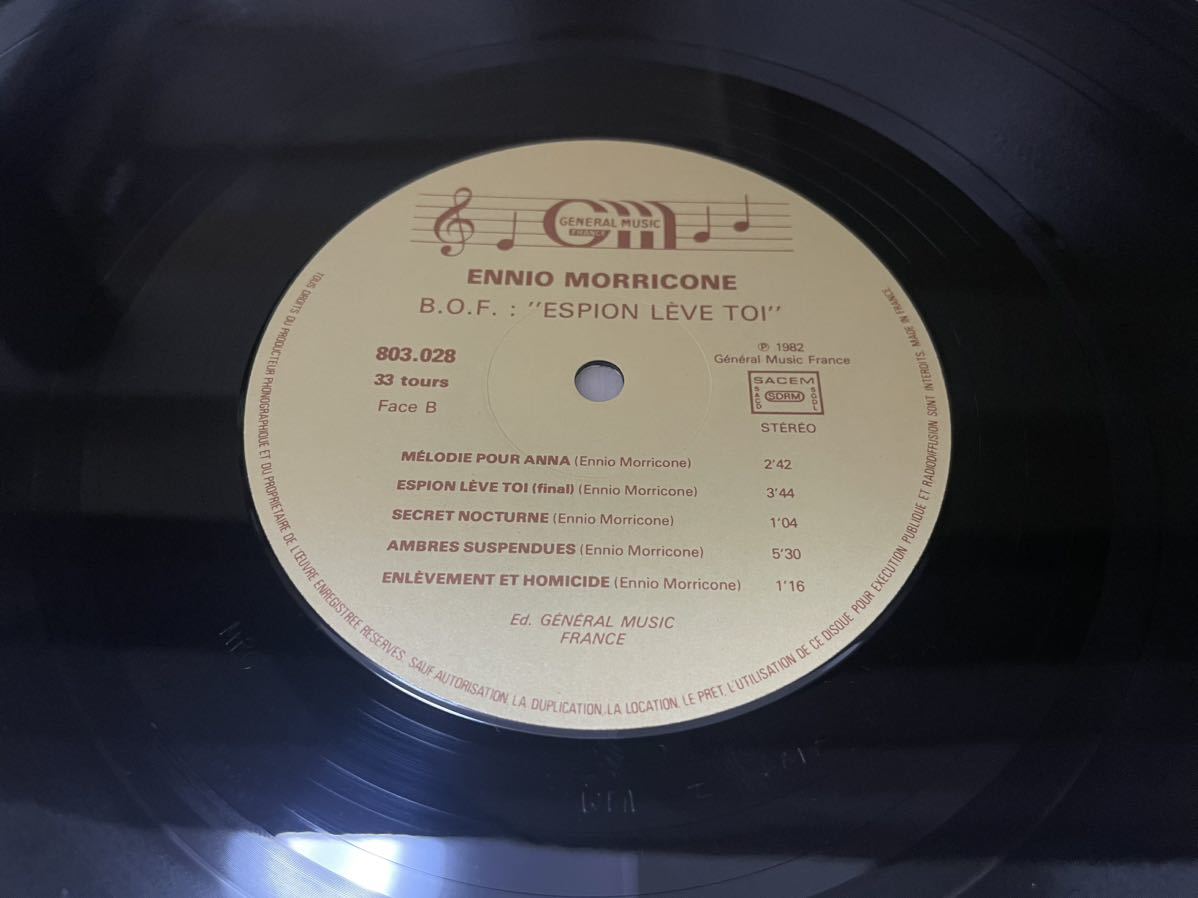 GENERAL MUSIC
FRANCE
ENNIO MORRICONE
B.O.F. : "ESPION LÈVE TOI"
803.028
33 tours
Face B
℗ 1982
Général Music France
SACEM
SACD
SDRM
SGDL
STÉRÉO
MÉLODIE POUR ANNA (Ennio Morricone) 2'42
ESPION LÈVE TOI (final) (Ennio Morricone) 3'44
SECRET NOCTURNE (Ennio Morricone) 1'04
AMBRES SUSPENDUES (Ennio Morricone) 5'30
ENLÈVEMENT ET HOMICIDE (Ennio Morricone) 1'16
Ed. GÉNÉRAL MUSIC
FRANCE
TOUS DROITS DU PRODUCTEUR PHONOGRAPHIQUE ET DU PROPRIETAIRE DE L'ŒUVRE ENREGISTREE RESERVES. SAUF AUTORISATION, LA DUPLICATION, LA LOCATION, LE PRET, L'UTILISATION DE CE DISQUE POUR EXECUTION PUBLIQUE ET RADIODIFFUSION SONT INTERDITS. MADE IN FRANCE.